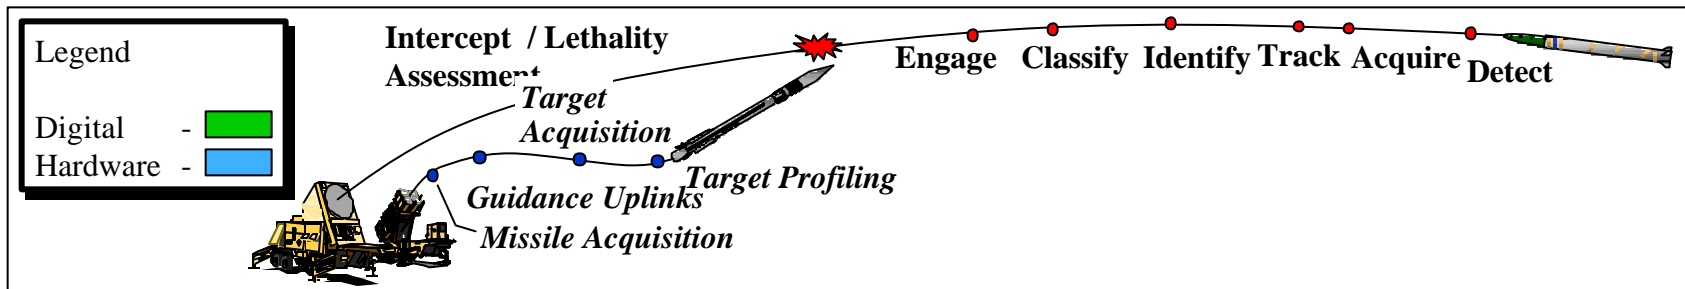 Legend
Digital -
Hardware -
Intercept / Lethality
Assessment
Target
Acquisition
Guidance Uplinks
Missile Acquisition
Target Profiling
Engage
Classify
Identify
Track
Acquire
Detect